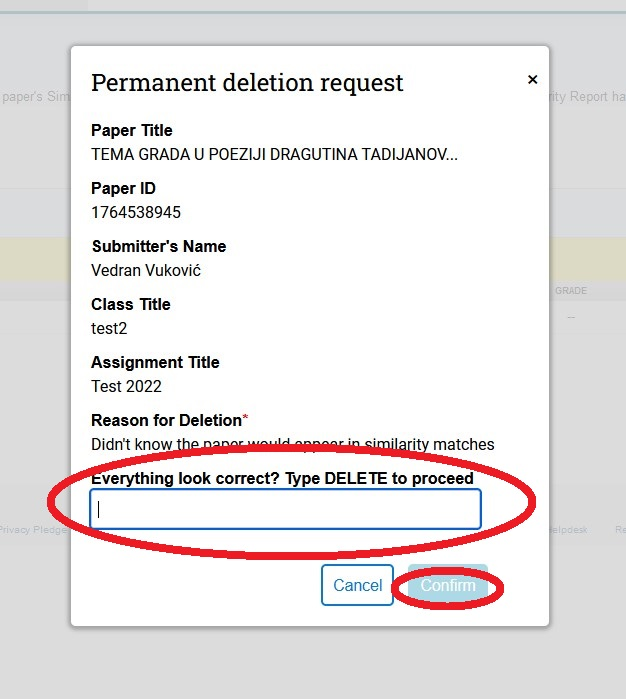 Permanent deletion request
×
paper's Sim
rity Report ha
Paper Title
TEMA GRADA U POEZIJI DRAGUTINA TADIJANOV...
Paper ID
1764538945
Submitter's Name
Vedran Vuković
GRADE
Class Title
test2
--
Assignment Title
Test 2022
Reason for Deletion*
Didn't know the paper would appear in similarity matches
Everything look correct? Type DELETE to proceed
Privacy Pledge
Helpdesk
Re
Cancel
Confirm